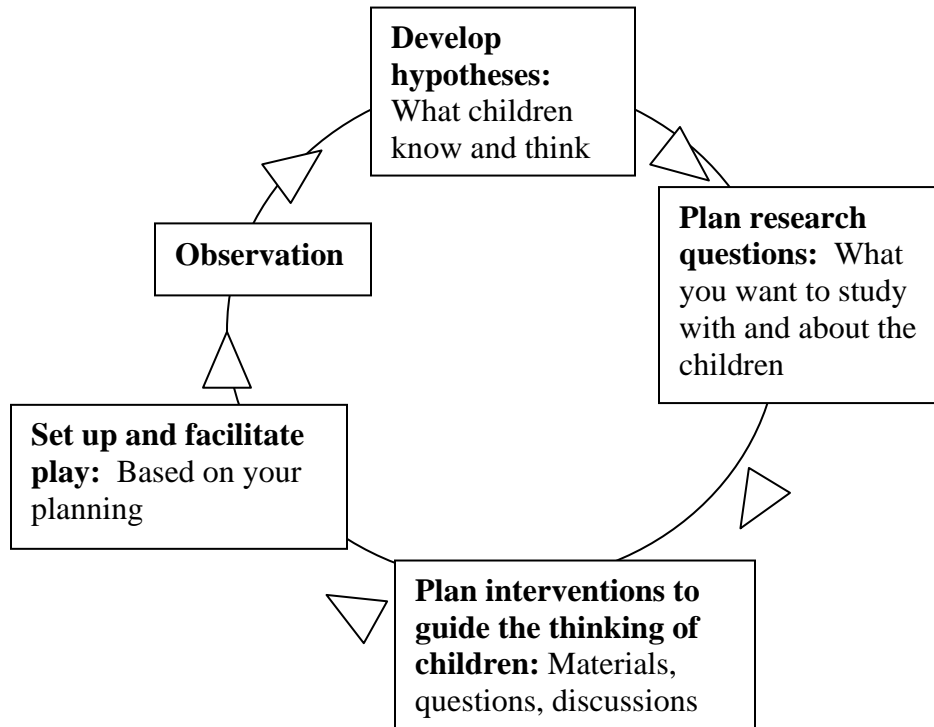 Develop
hypotheses:
What children
know and think
Plan research
questions:  What
you want to study
with and about the
children
Plan interventions to
guide the thinking of
children: Materials,
questions, discussions
Set up and facilitate
play:  Based on your
planning
Observation